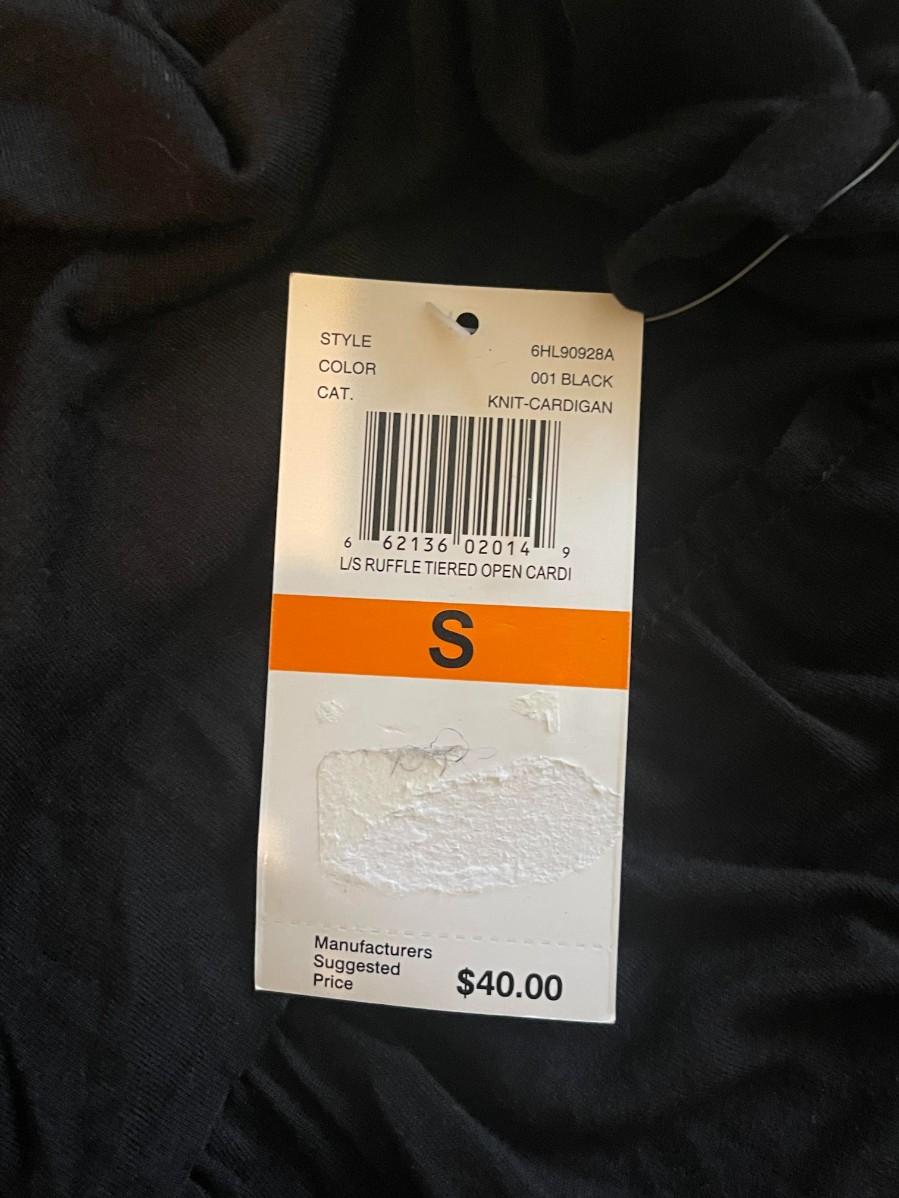 STYLE 6HL90928A
COLOR 001 BLACK
CAT. KNIT-CARDIGAN
6 62136 02014 9
L/S RUFFLE TIERED OPEN CARDI
S
Manufacturers
Suggested
Price $40.00